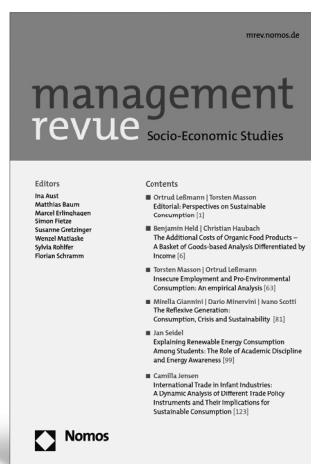 mrev.nomos.de
management
revue Socio-Economic Studies
Editors
Ina Aust
Matthias Baum
Marcel Erlinghagen
Simon Fietze
Susanne Gretzinger
Wenzel Matiaske
Sylvia Rohlfer
Florian Schramm
Contents
■ Ortrud Leßmann | Torsten Masson
Editorial: Perspectives on Sustainable
Consumption [1]
■ Benjamin Held | Christian Haubach
The Additional Costs of Organic Food Products –
A Basket of Goods-based Analysis Differentiated by
Income [6]
■ Torsten Masson | Ortrud Leßmann
Insecure Employment and Pro-Environmental
Consumption: An empirical Analysis [63]
■ Mirella Giannini | Dario Minervini | Ivano Scotti
The Reflexive Generation:
Consumption, Crisis and Sustainability [81]
■ Jan Seidel
Explaining Renewable Energy Consumption
Among Students: The Role of Academic Discipline
and Energy Awareness [99]
■ Camilla Jensen
International Trade in Infant Industries:
A Dynamic Analysis of Different Trade Policy
Instruments and Their Implications for
Sustainable Consumption [123]
Nomos